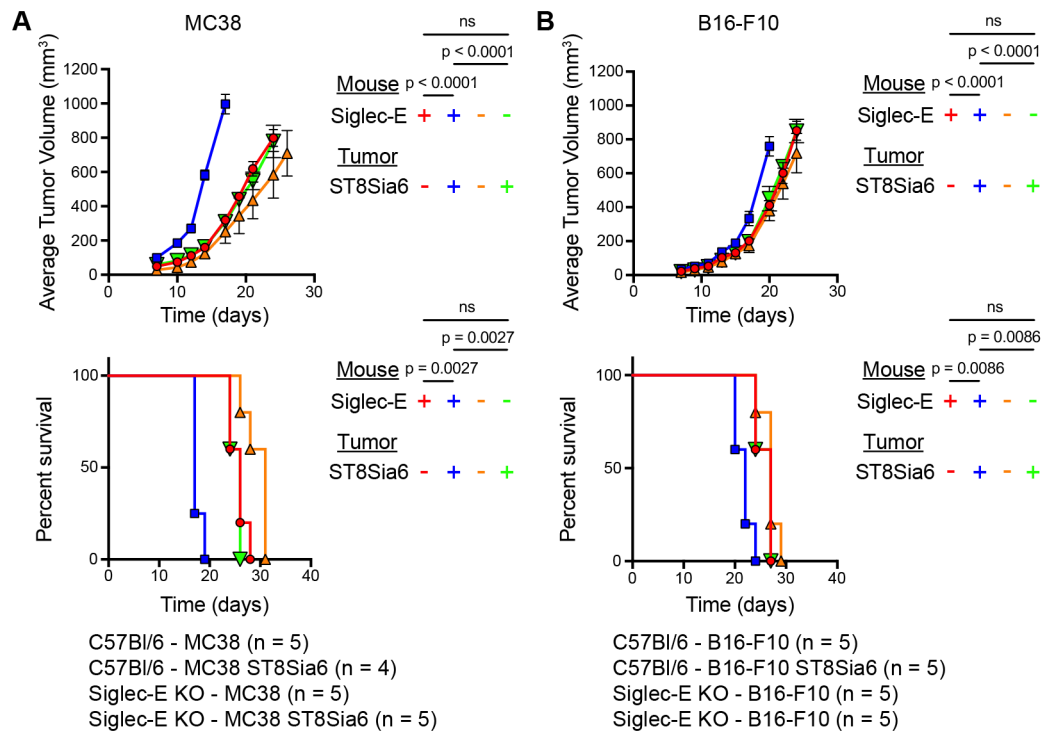 A
MC38
Average Tumor Volume (mm³)
1200
1000
800
600
400
200
0
0 10 20 30
Time (days)
ns
p < 0.0001
Mouse p < 0.0001
Siglec-E + + - -
Tumor
ST8Sia6 - + - +
Percent survival
100
50
0
0 10 20 30 40
Time (days)
ns
p = 0.0027
Mouse p = 0.0027
Siglec-E + + - -
Tumor
ST8Sia6 - + - +
C57Bl/6 - MC38 (n = 5)
C57Bl/6 - MC38 ST8Sia6 (n = 4)
Siglec-E KO - MC38 (n = 5)
Siglec-E KO - MC38 ST8Sia6 (n = 5)
B
B16-F10
Average Tumor Volume (mm³)
1200
1000
800
600
400
200
0
0 10 20 30
Time (days)
ns
p < 0.0001
Mouse p < 0.0001
Siglec-E + + - -
Tumor
ST8Sia6 - + - +
Percent survival
100
50
0
0 20 30 40
Time (days)
ns
p = 0.0086
Mouse p = 0.0086
Siglec-E + + - -
Tumor
ST8Sia6 - + - +
C57Bl/6 - B16-F10 (n = 5)
C57Bl/6 - B16-F10 ST8Sia6 (n = 5)
Siglec-E KO - B16-F10 (n = 5)
Siglec-E KO - B16-F10 (n = 5)